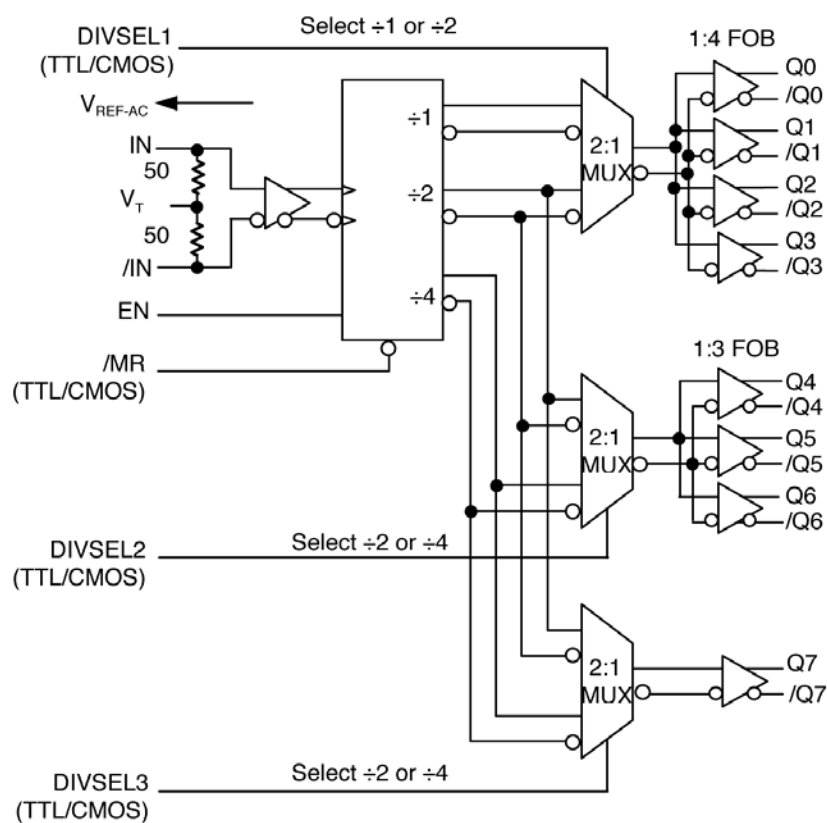 DIVSEL1
(TTL/CMOS)
Select ÷1 or ÷2
1:4 FOB
V_REF-AC
IN
50
V_T
50
/IN
EN
/MR
(TTL/CMOS)
÷1
÷2
÷4
2:1
MUX
Q0
/Q0
Q1
/Q1
Q2
/Q2
Q3
/Q3
1:3 FOB
2:1
MUX
Q4
/Q4
Q5
/Q5
Q6
/Q6
DIVSEL2
(TTL/CMOS)
Select ÷2 or ÷4
2:1
MUX
Q7
/Q7
DIVSEL3
(TTL/CMOS)
Select ÷2 or ÷4